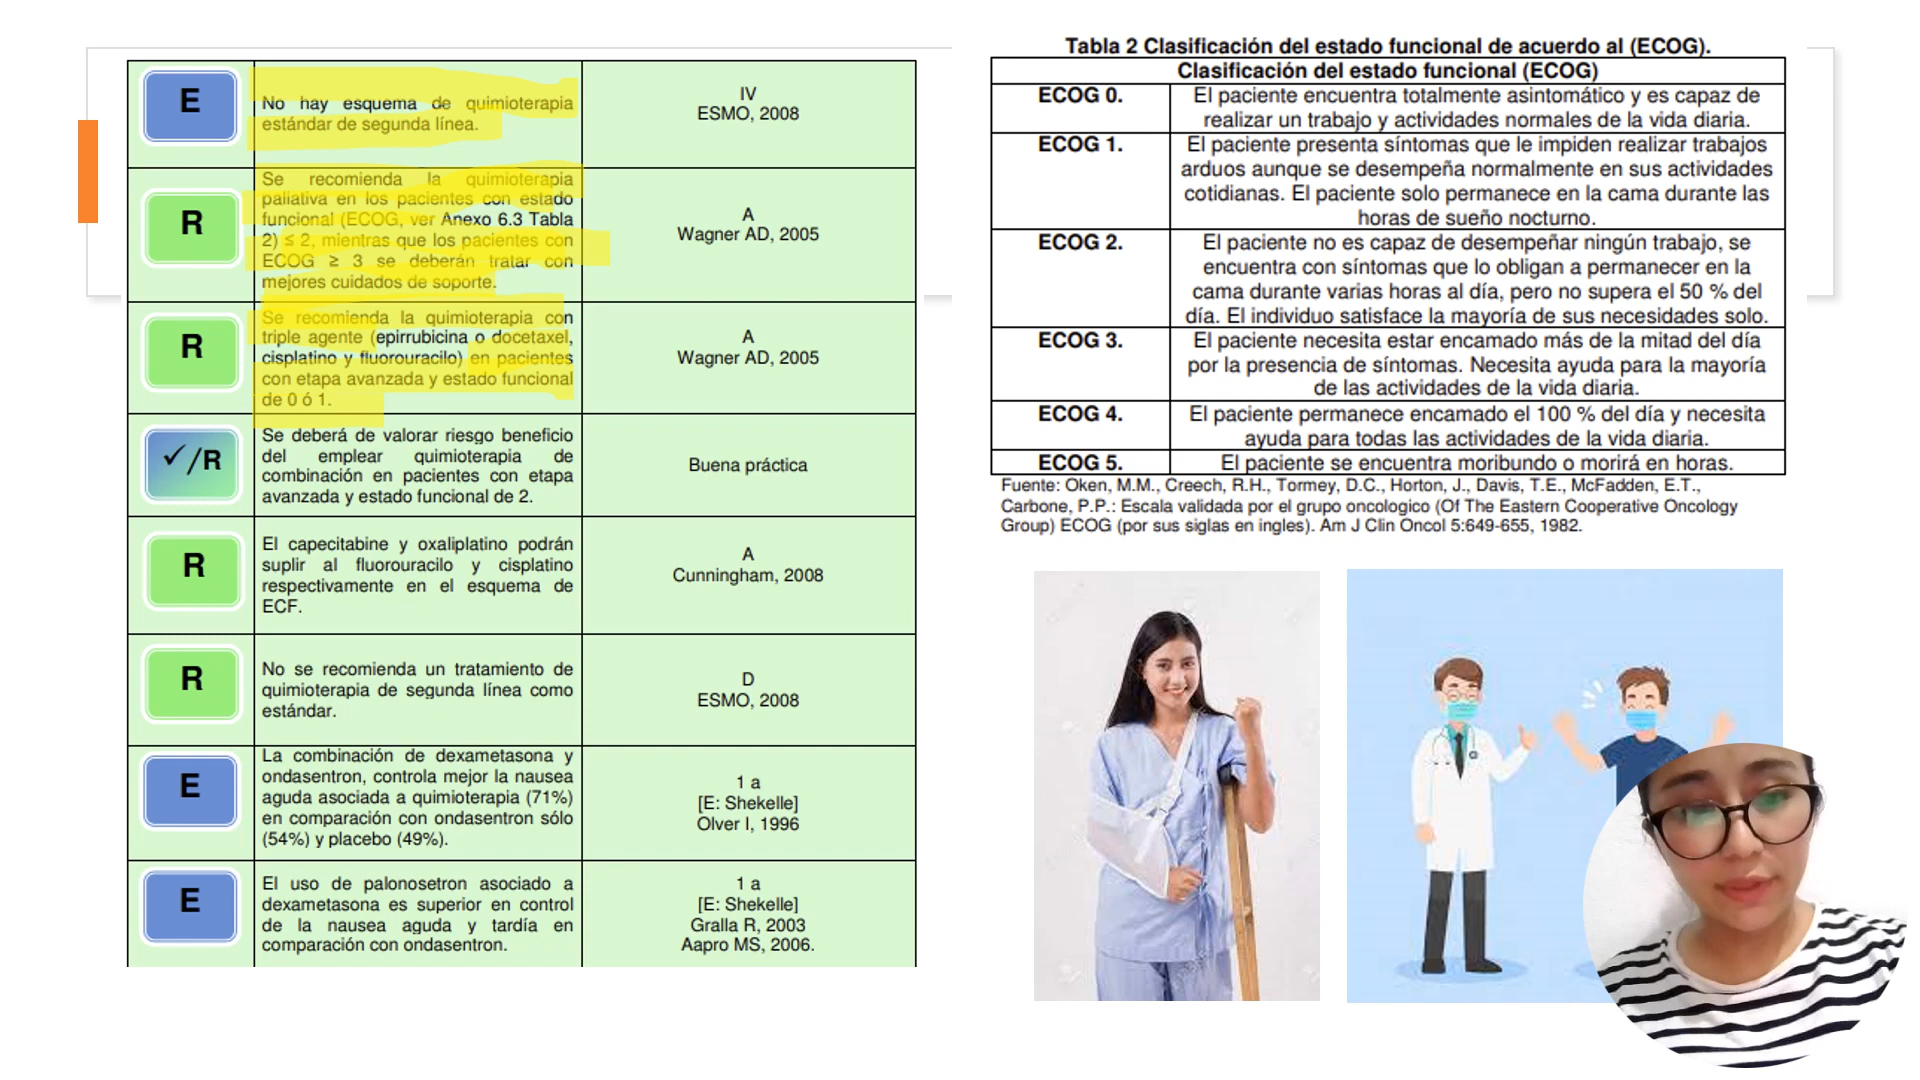 E
No hay esquema de quimioterapia
estándar de segunda línea.
IV
ESMO, 2008
R
Se recomienda la quimioterapia
paliativa en los pacientes con estado
funcional (ECOG, ver Anexo 6.3 Tabla
2) ≤ 2, mientras que los pacientes con
ECOG ≥ 3 se deberán tratar con
mejores cuidados de soporte.
A
Wagner AD, 2005
R
Se recomienda la quimioterapia con
triple agente (epirrubicina o docetaxel,
cisplatino y fluorouracilo) en pacientes
con etapa avanzada y estado funcional
de 0 ó 1.
A
Wagner AD, 2005
✓/R
Se deberá de valorar riesgo beneficio
del emplear quimioterapia de
combinación en pacientes con etapa
avanzada y estado funcional de 2.
Buena práctica
R
El capecitabine y oxaliplatino podrán
suplir al fluorouracilo y cisplatino
respectivamente en el esquema de
ECF.
A
Cunningham, 2008
R
No se recomienda un tratamiento de
quimioterapia de segunda línea como
estándar.
D
ESMO, 2008
E
La combinación de dexametasona y
ondasentron, controla mejor la nausea
aguda asociada a quimioterapia (71%)
en comparación con ondasentron sólo
(54%) y placebo (49%).
1 a
[E: Shekelle]
Olver I, 1996
E
El uso de palonosetron asociado a
dexametasona es superior en control
de la nausea aguda y tardía en
comparación con ondasentron.
1 a
[E: Shekelle]
Gralla R, 2003
Aapro MS, 2006.
Tabla 2 Clasificación del estado funcional de acuerdo al (ECOG).
Clasificación del estado funcional (ECOG)
ECOG 0.
El paciente encuentra totalmente asintomático y es capaz de
realizar un trabajo y actividades normales de la vida diaria.
ECOG 1.
El paciente presenta síntomas que le impiden realizar trabajos
arduos aunque se desempeña normalmente en sus actividades
cotidianas. El paciente solo permanece en la cama durante las
horas de sueño nocturno.
ECOG 2.
El paciente no es capaz de desempeñar ningún trabajo, se
encuentra con síntomas que lo obligan a permanecer en la
cama durante varias horas al día, pero no supera el 50 % del
día. El individuo satisface la mayoría de sus necesidades solo.
ECOG 3.
El paciente necesita estar encamado más de la mitad del día
por la presencia de síntomas. Necesita ayuda para la mayoría
de las actividades de la vida diaria.
ECOG 4.
El paciente permanece encamado el 100 % del día y necesita
ayuda para todas las actividades de la vida diaria.
ECOG 5.
El paciente se encuentra moribundo o morirá en horas.
Fuente: Oken, M.M., Creech, R.H., Tormey, D.C., Horton, J., Davis, T.E., McFadden, E.T.,
Carbone, P.P.: Escala validada por el grupo oncologico (Of The Eastern Cooperative Oncology
Group) ECOG (por sus siglas en ingles). Am J Clin Oncol 5:649-655, 1982.